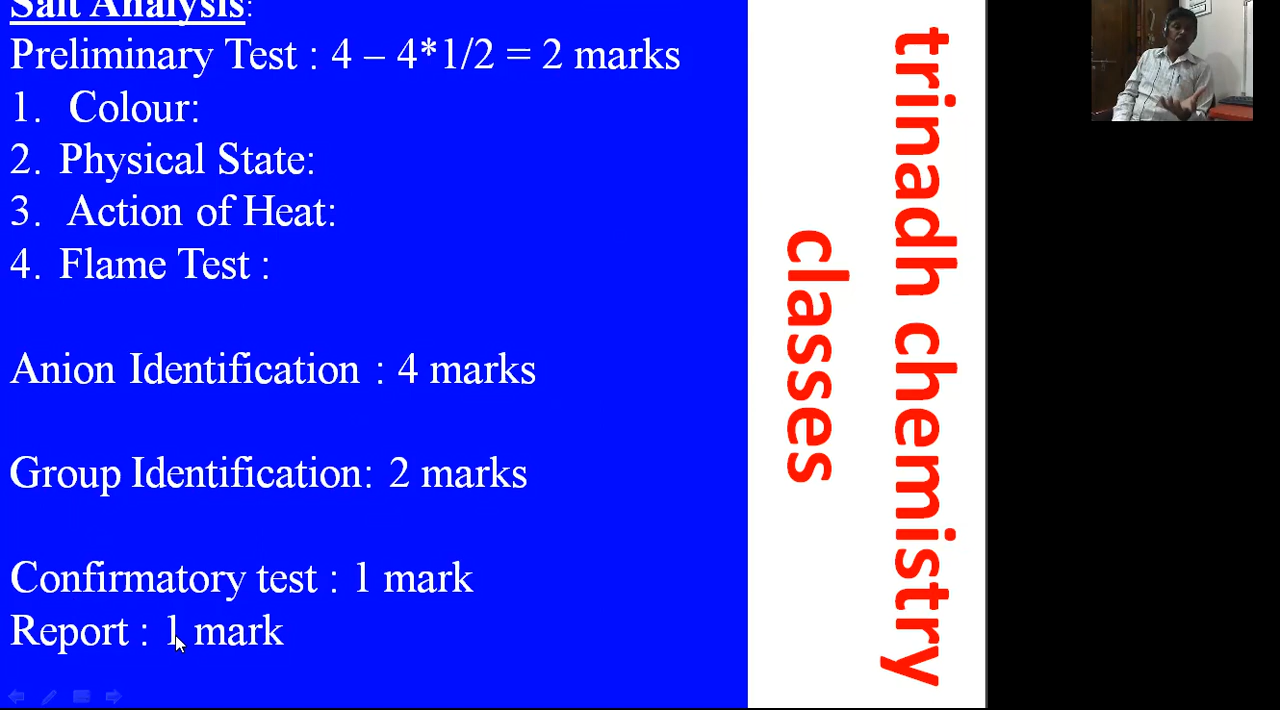 Salt Analysis:
Preliminary Test : 4 – 4*1/2 = 2 marks
1. Colour:
2. Physical State:
3. Action of Heat:
4. Flame Test :
Anion Identification : 4 marks
Group Identification: 2 marks
Confirmatory test : 1 mark
Report : 1 mark
trinadh chemistry
classes